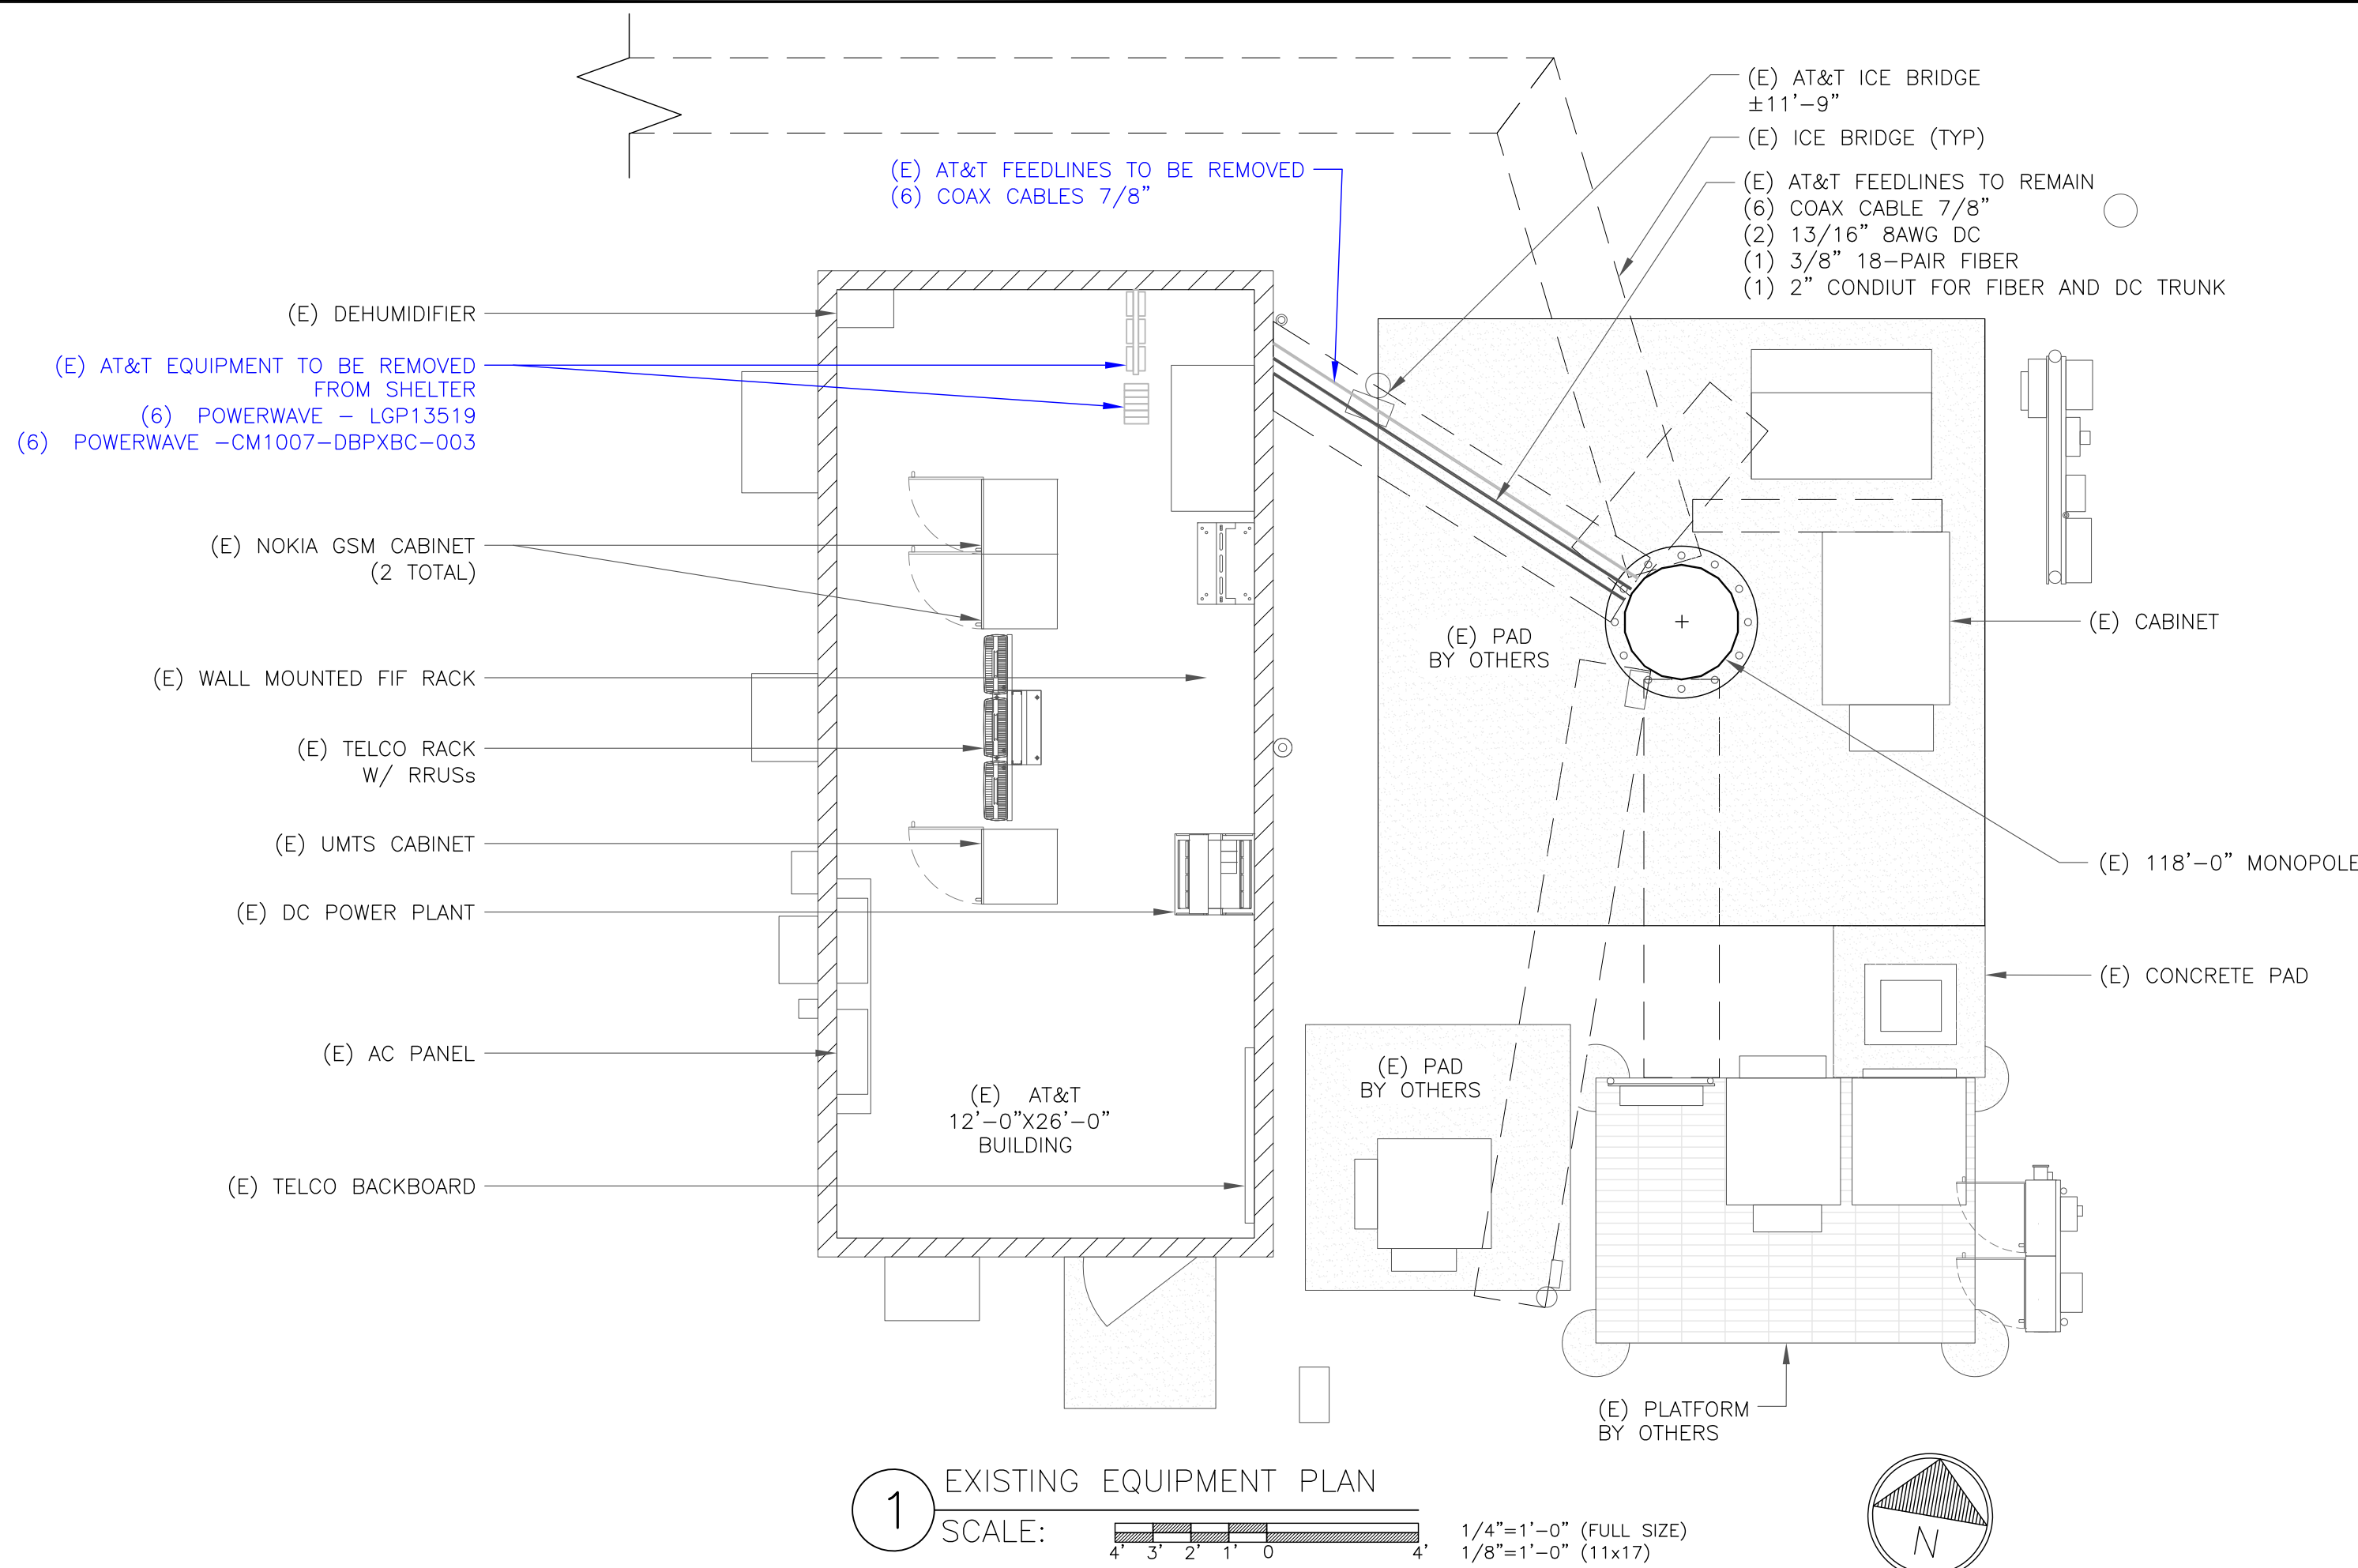 (E) AT&T ICE BRIDGE
±11'-9"
(E) ICE BRIDGE (TYP)
(E) AT&T FEEDLINES TO BE REMOVED
(6) COAX CABLES 7/8"
(E) AT&T FEEDLINES TO REMAIN
(6) COAX CABLE 7/8"
(2) 13/16" 8AWG DC
(1) 3/8" 18-PAIR FIBER
(1) 2" CONDIUT FOR FIBER AND DC TRUNK
(E) DEHUMIDIFIER
(E) AT&T EQUIPMENT TO BE REMOVED
FROM SHELTER
(6) POWERWAVE - LGP13519
(6) POWERWAVE -CM1007-DBPXBC-003
(E) NOKIA GSM CABINET
(2 TOTAL)
(E) WALL MOUNTED FIF RACK
(E) TELCO RACK
W/ RRUSs
(E) UMTS CABINET
(E) DC POWER PLANT
(E) AC PANEL
(E) TELCO BACKBOARD
(E) AT&T
12'-0"X26'-0"
BUILDING
(E) PAD
BY OTHERS
(E) CABINET
(E) 118'-0" MONOPOLE
(E) CONCRETE PAD
(E) PAD
BY OTHERS
(E) PLATFORM
BY OTHERS
1
EXISTING EQUIPMENT PLAN
SCALE:
4' 3' 2' 1' 0 4'
1/4"=1'-0" (FULL SIZE)
1/8"=1'-0" (11x17)
N